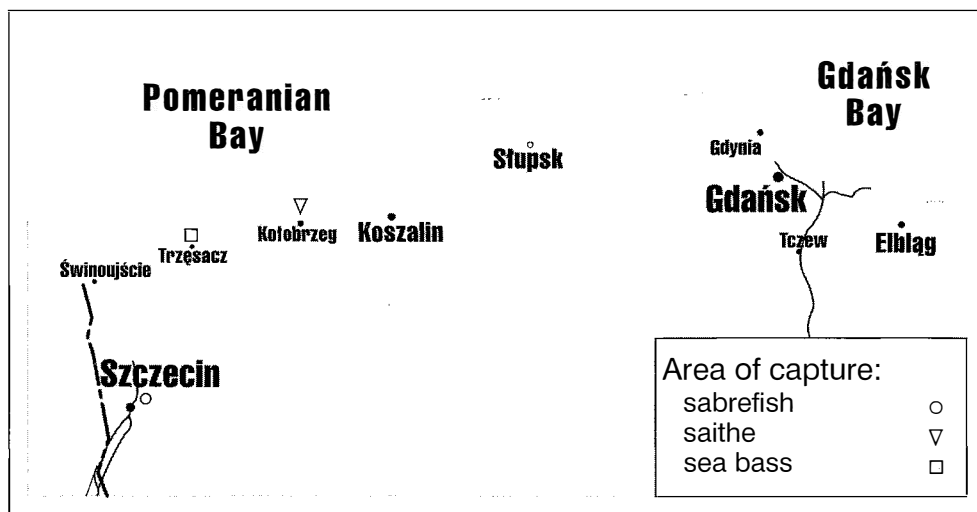 Pomeranian
Bay
Gdańsk
Bay
Słupsk
Gdynia
Gdańsk
Kołobrzeg
Koszalin
Tczew
Elbląg
Trzęsacz
Świnoujście
Szczecin
Area of capture:
sabrefish
saithe
sea bass